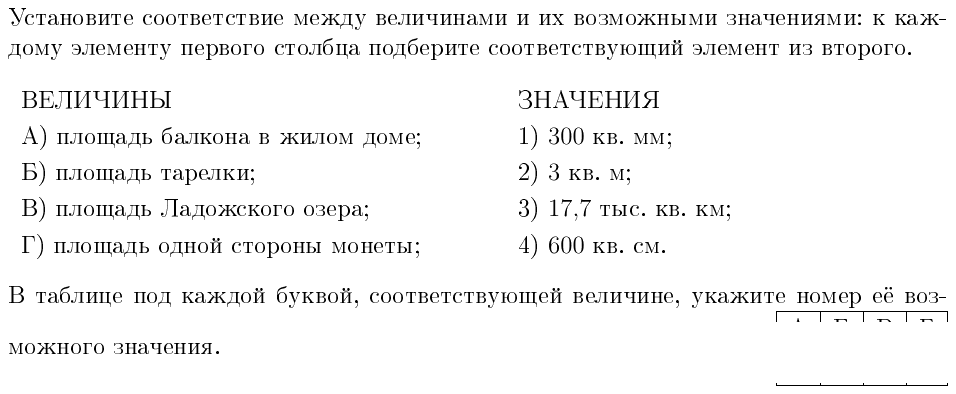 Установите соответствие между величинами и их возможными значениями: к каж-
дому элементу первого столбца подберите соответствующий элемент из второго.
ВЕЛИЧИНЫ
А) площадь балкона в жилом доме;
Б) площадь тарелки;
В) площадь Ладожского озера;
Г) площадь одной стороны монеты;
ЗНАЧЕНИЯ
1) 300 кв. мм;
2) 3 кв. м;
3) 17,7 тыс. кв. км;
4) 600 кв. см.
В таблице под каждой буквой, соответствующей величине, укажите номер её воз-
можного значения.